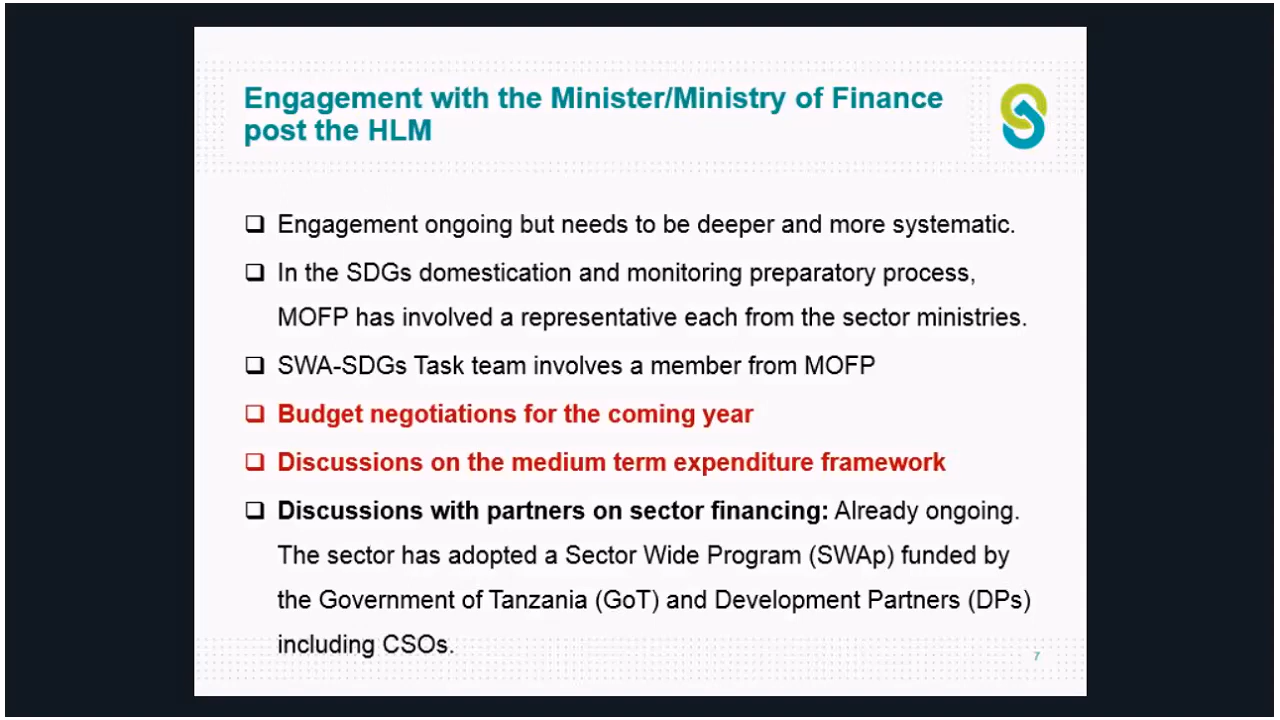 Engagement with the Minister/Ministry of Finance
post the HLM
Engagement ongoing but needs to be deeper and more systematic.
In the SDGs domestication and monitoring preparatory process,
MOFP has involved a representative each from the sector ministries.
SWA-SDGs Task team involves a member from MOFP
Budget negotiations for the coming year
Discussions on the medium term expenditure framework
Discussions with partners on sector financing: Already ongoing.
The sector has adopted a Sector Wide Program (SWAp) funded by
the Government of Tanzania (GoT) and Development Partners (DPs)
including CSOs.
7